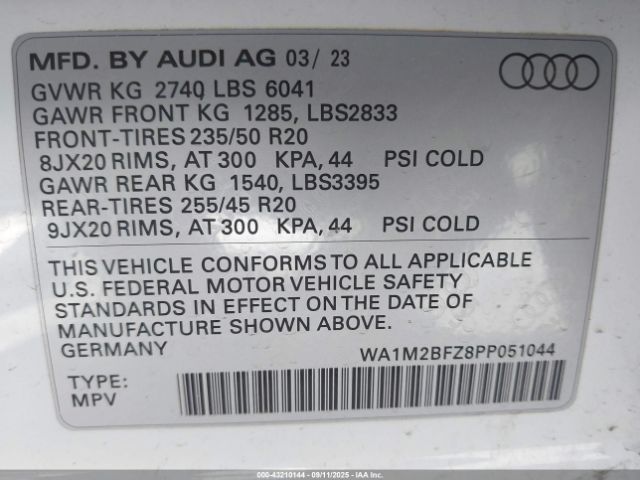 MFD. BY AUDI AG 03/ 23
GVWR KG 2740 LBS 6041
GAWR FRONT KG 1285, LBS2833
FRONT-TIRES 235/50 R20
8JX20 RIMS, AT 300 KPA, 44 PSI COLD
GAWR REAR KG 1540, LBS3395
REAR-TIRES 255/45 R20
9JX20 RIMS, AT 300 KPA, 44 PSI COLD
THIS VEHICLE CONFORMS TO ALL APPLICABLE
U.S. FEDERAL MOTOR VEHICLE SAFETY
STANDARDS IN EFFECT ON THE DATE OF
MANUFACTURE SHOWN ABOVE.
GERMANY WA1M2BFZ8PP051044
TYPE:
MPV
000-43210144 - 09/11/2025 - IAA Inc.